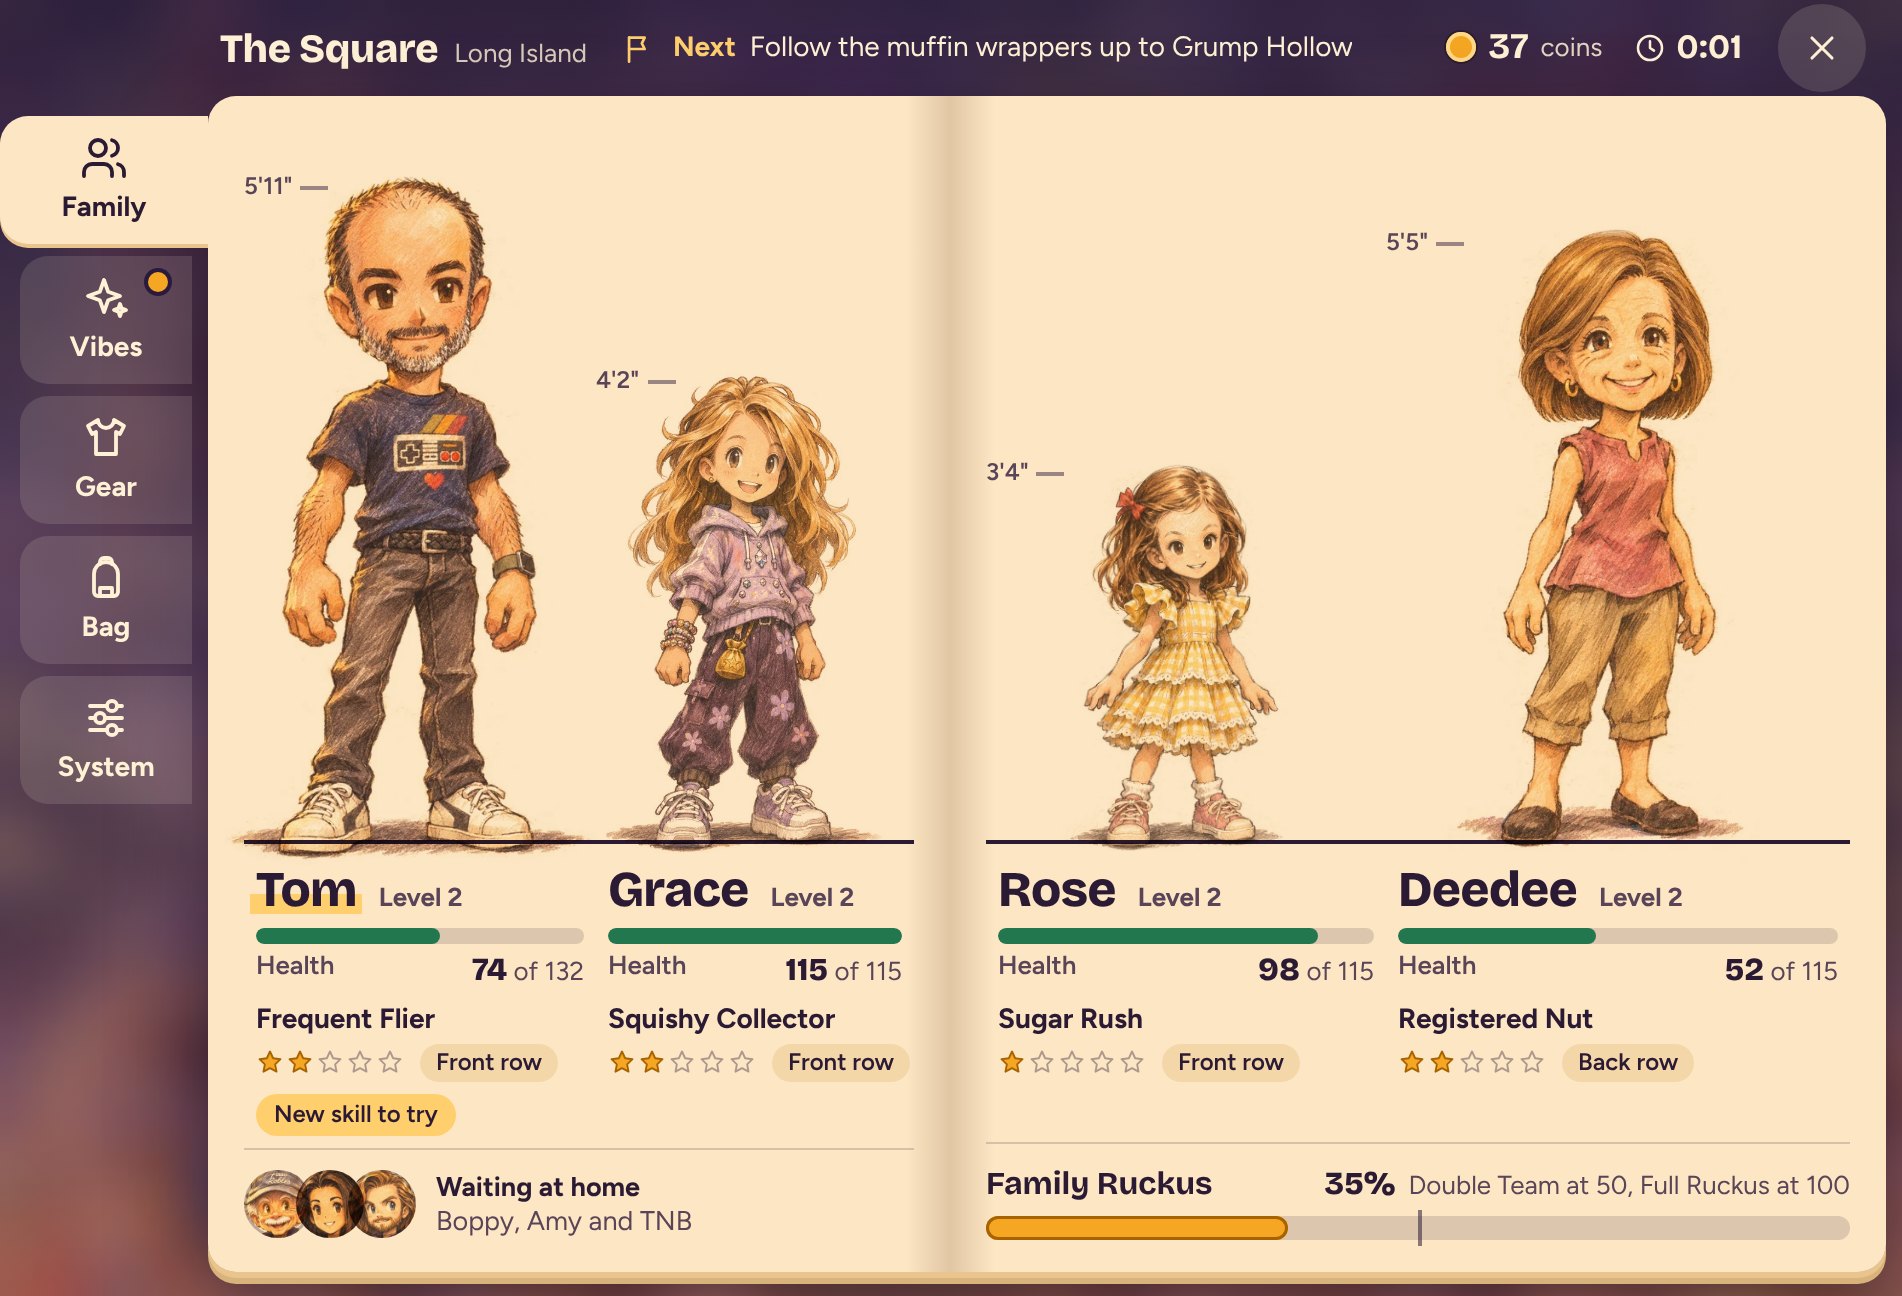 The Square Long Island Next Follow the muffin wrappers up to Grump Hollow 37 coins 0:01
Family
Vibes
Gear
Bag
System
5'11"
4'2"
3'4"
5'5"
Tom Level 2
Health 74 of 132
Frequent Flier
Front row
New skill to try
Grace Level 2
Health 115 of 115
Squishy Collector
Front row
Rose Level 2
Health 98 of 115
Sugar Rush
Front row
Deedee Level 2
Health 52 of 115
Registered Nut
Back row
Waiting at home
Boppy, Amy and TNB
Family Ruckus 35% Double Team at 50, Full Ruckus at 100